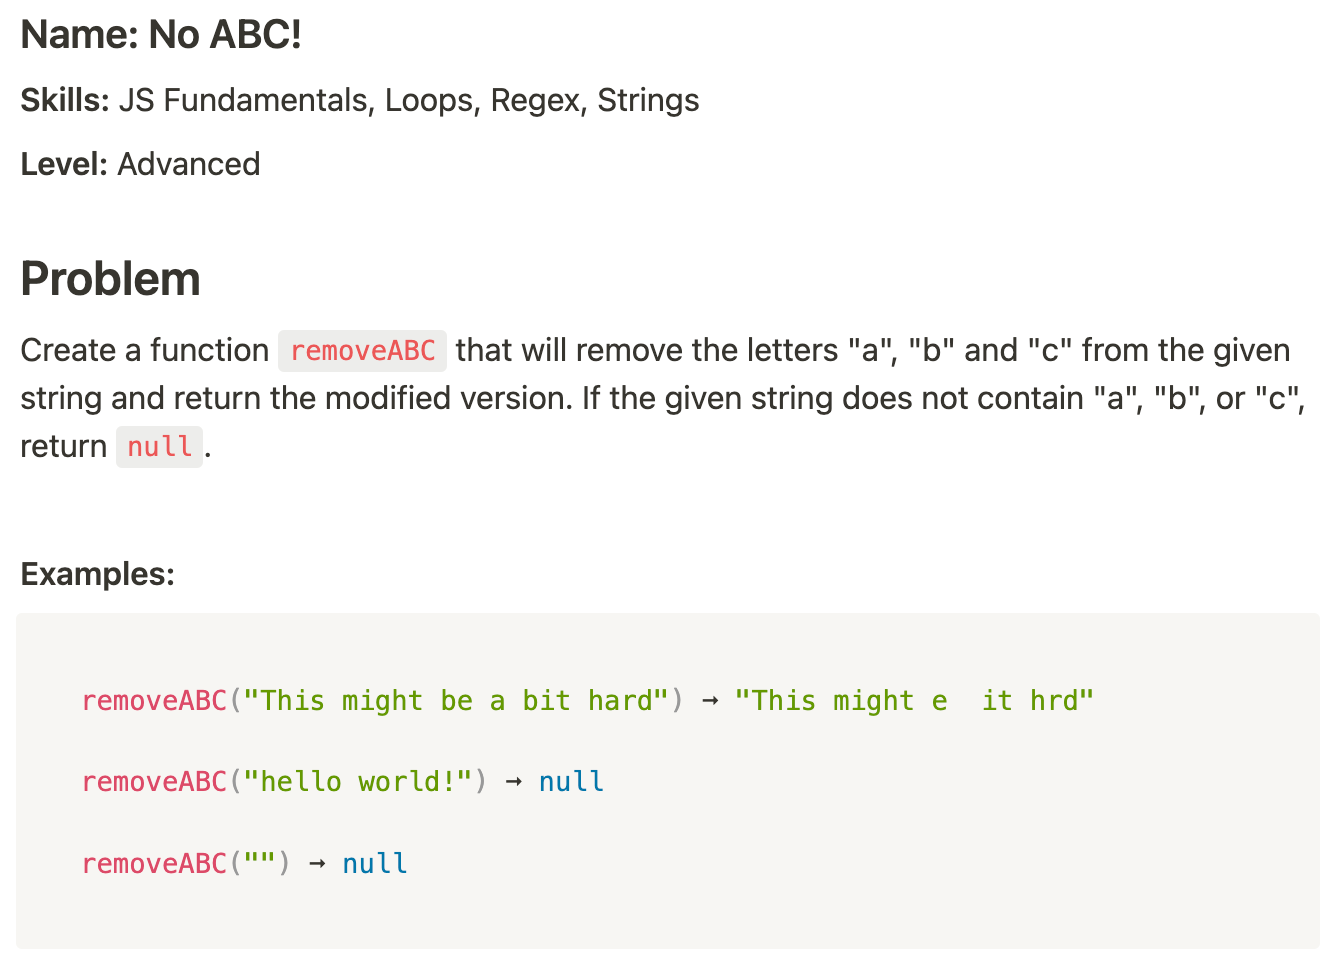 Name: No ABC!
Skills: JS Fundamentals, Loops, Regex, Strings
Level: Advanced
Problem
Create a function removeABC that will remove the letters "a", "b" and "c" from the given
string and return the modified version. If the given string does not contain "a", "b", or "c",
return null.
Examples:
removeABC("This might be a bit hard") → "This might e  it hrd"
removeABC("hello world!") → null
removeABC("") → null